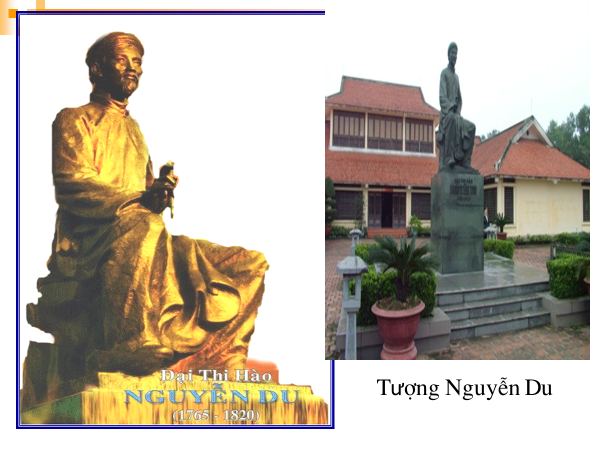 Đại Thi Hào
NGUYỄN DU
(1765 - 1820)
Tượng Nguyễn Du